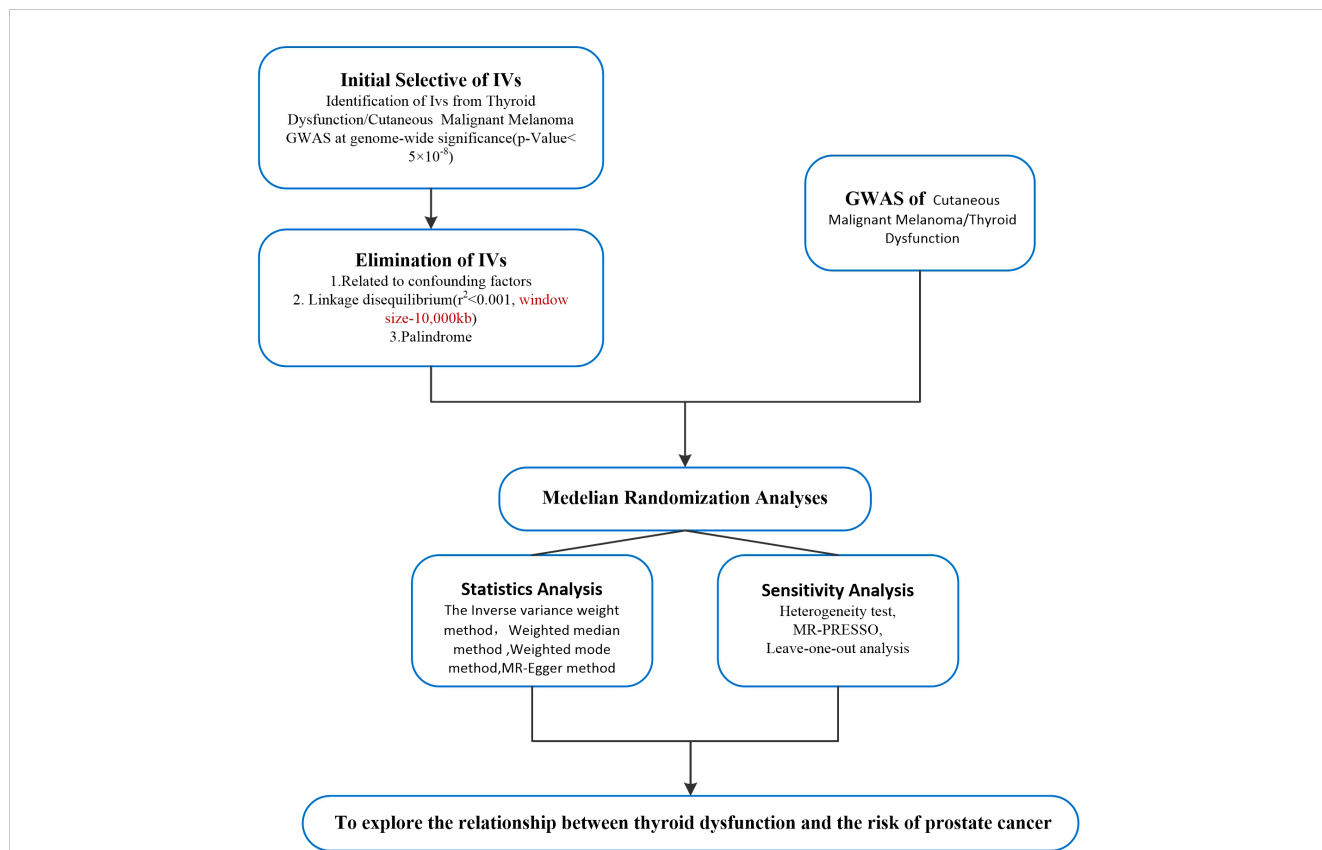 Initial Selective of IVs
Identification of Ivs from Thyroid
Dysfunction/Cutaneous Malignant Melanoma
GWAS at genome-wide significance(p-Value<
5×10⁻⁸)
GWAS of Cutaneous
Malignant Melanoma/Thyroid
Dysfunction
Elimination of IVs
1.Related to confounding factors
2. Linkage disequilibrium(r²<0.001, window
size-10,000kb)
3.Palindrome
Medelian Randomization Analyses
Statistics Analysis
The Inverse variance weight
method，Weighted median
method ,Weighted mode
method,MR-Egger method
Sensitivity Analysis
Heterogeneity test,
MR-PRESSO,
Leave-one-out analysis
To explore the relationship between thyroid dysfunction and the risk of prostate cancer